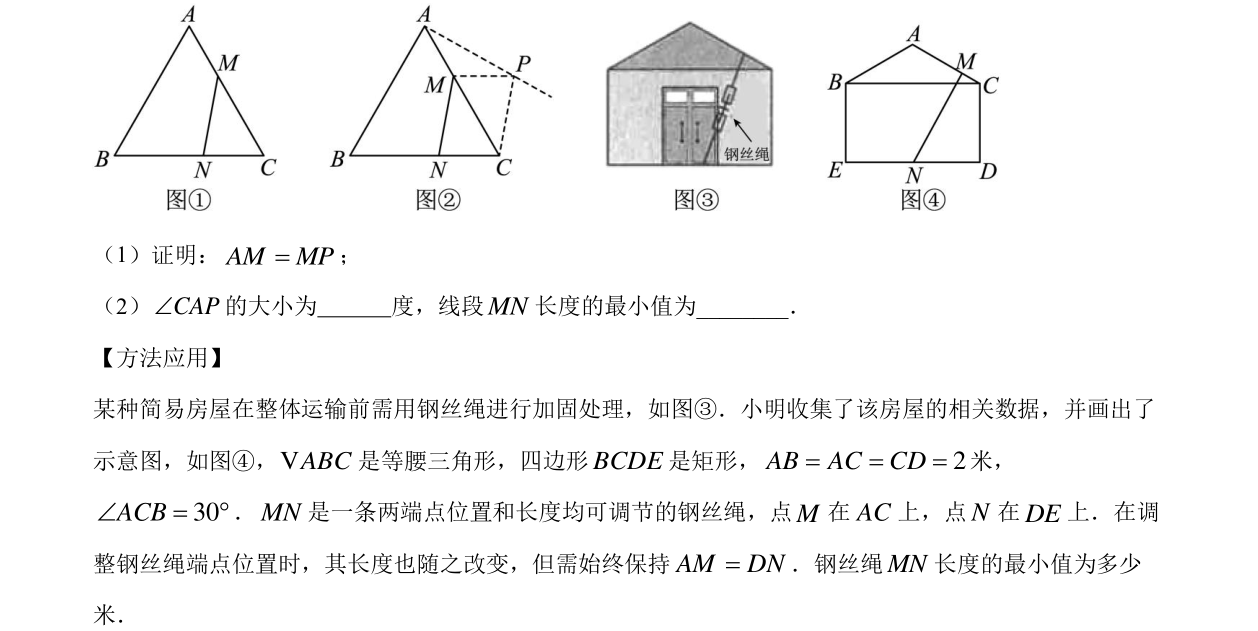 A A A
M M P M
B C B C
B N C B N C 钢丝绳 E N D
图① 图② 图③ 图④
（1）证明： AM = MP ；
（2）∠CAP 的大小为______度，线段 MN 长度的最小值为________．
【方法应用】
某种简易房屋在整体运输前需用钢丝绳进行加固处理，如图③．小明收集了该房屋的相关数据，并画出了
示意图，如图④，VABC 是等腰三角形，四边形 BCDE 是矩形， AB = AC = CD = 2 米，
∠ACB = 30°． MN 是一条两端点位置和长度均可调节的钢丝绳，点 M 在 AC 上，点 N 在 DE 上．在调
整钢丝绳端点位置时，其长度也随之改变，但需始终保持 AM = DN ．钢丝绳 MN 长度的最小值为多少
米．